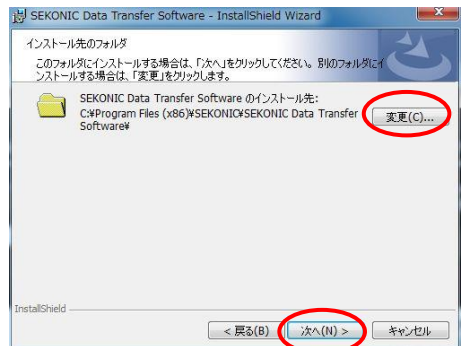 SEKONIC Data Transfer Software - InstallShield Wizard
インストール先のフォルダ
このフォルダにインストールする場合は、「次へ」をクリックしてください。別のフォルダにイ
ンストールする場合は、「変更」をクリックします。
SEKONIC Data Transfer Software のインストール先:
C:¥Program Files (x86)¥SEKONIC¥SEKONIC Data Transfer
Software¥
変更(C)...
InstallShield
< 戻る(B)
次へ(N) >
キャンセル